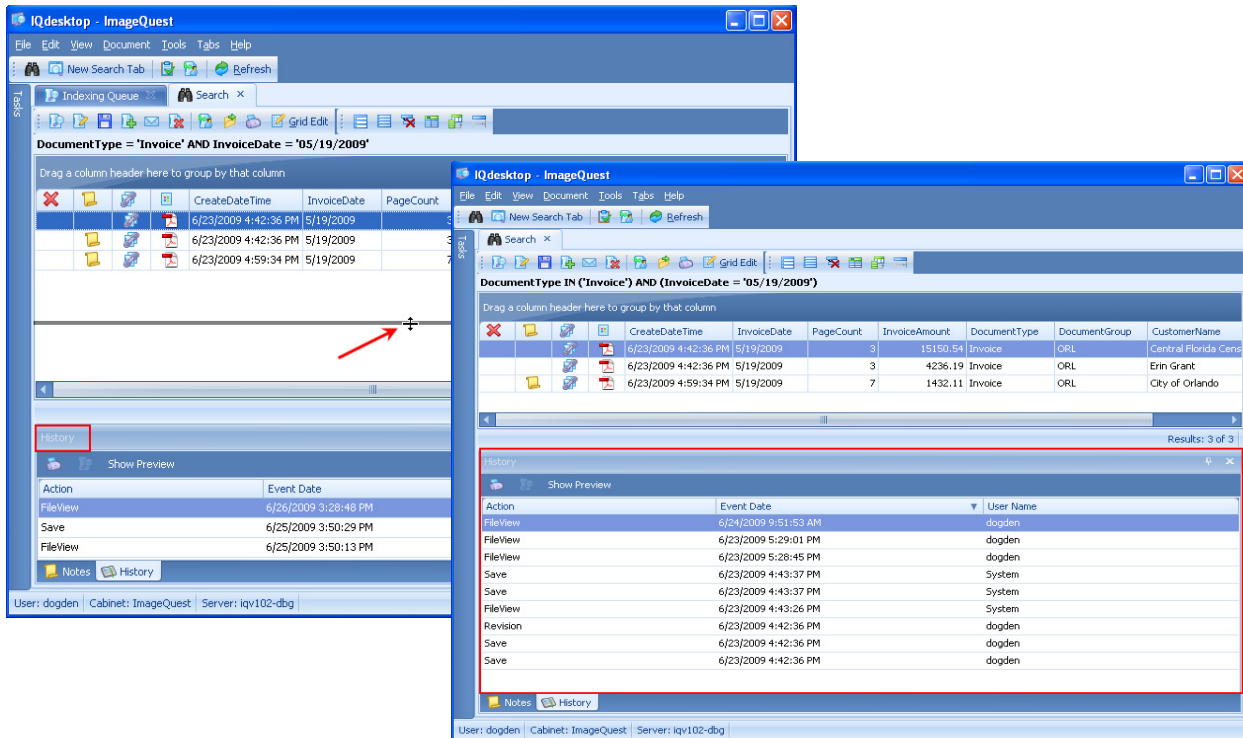 IQdesktop - ImageQuest
File Edit View Document Tools Tabs Help
New Search Tab Refresh
Tasks
Indexing Queue Search
Grid Edit
DocumentType = 'Invoice' AND InvoiceDate = '05/19/2009'
Drag a column header here to group by that column
CreateDateTime InvoiceDate PageCount
6/23/2009 4:42:36 PM 5/19/2009 3
6/23/2009 4:42:36 PM 5/19/2009 3
6/23/2009 4:59:34 PM 5/19/2009 7
History
Show Preview
Action Event Date
FileView 6/26/2009 3:28:48 PM
Save 6/25/2009 3:50:29 PM
FileView 6/25/2009 3:50:13 PM
Notes History
User: dogden Cabinet: ImageQuest Server: iqv102-dbg
IQdesktop - ImageQuest
File Edit View Document Tools Tabs Help
New Search Tab Refresh
Tasks
Search
Grid Edit
DocumentType IN ('Invoice') AND (InvoiceDate = '05/19/2009')
Drag a column header here to group by that column
CreateDateTime InvoiceDate PageCount InvoiceAmount DocumentType DocumentGroup CustomerName
6/23/2009 4:42:36 PM 5/19/2009 3 15150.54 Invoice ORL Central Florida Cens
6/23/2009 4:42:36 PM 5/19/2009 3 4236.19 Invoice ORL Erin Grant
6/23/2009 4:59:34 PM 5/19/2009 7 1432.11 Invoice ORL City of Orlando
Results: 3 of 3
History
Show Preview
Action Event Date User Name
FileView 6/24/2009 9:51:53 AM dogden
FileView 6/23/2009 5:29:01 PM dogden
FileView 6/23/2009 5:28:45 PM dogden
Save 6/23/2009 4:43:37 PM System
Save 6/23/2009 4:43:37 PM System
FileView 6/23/2009 4:43:26 PM System
Revision 6/23/2009 4:42:36 PM dogden
Save 6/23/2009 4:42:36 PM dogden
Save 6/23/2009 4:42:36 PM dogden
Notes History
User: dogden Cabinet: ImageQuest Server: iqv102-dbg